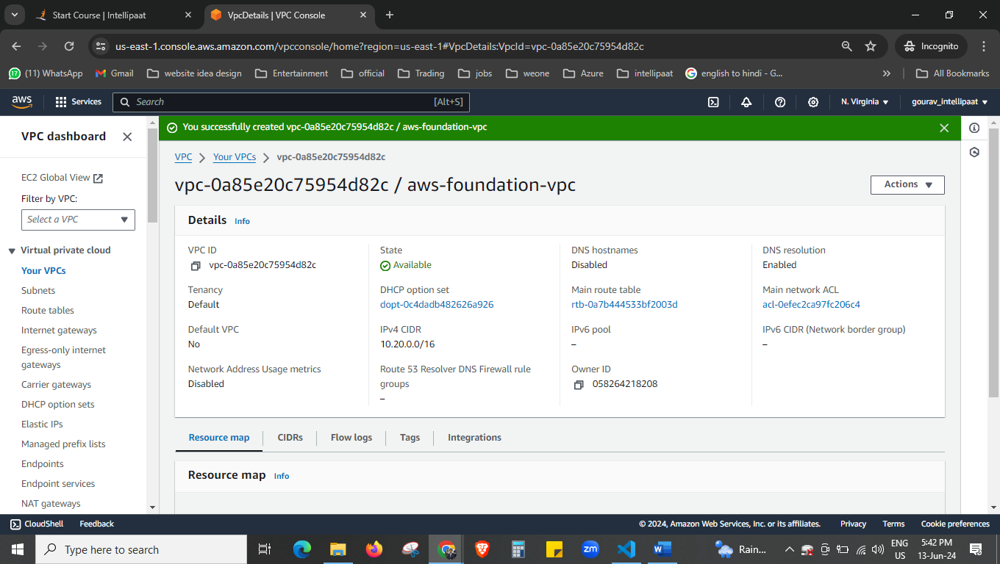 Start Course | Intellipaat
VpcDetails | VPC Console
us-east-1.console.aws.amazon.com/vpcconsole/home?region=us-east-1#VpcDetails:VpcId=vpc-0a85e20c75954d82c
Incognito
17 (11) WhatsApp
Gmail
website idea design
Entertainment
official
Trading
jobs
weone
Azure
intellipaat
english to hindi - G...
All Bookmarks
aws
Services
Search
[Alt+S]
N. Virginia
gourav_intellipaat
VPC dashboard
EC2 Global View
Filter by VPC:
Select a VPC
Virtual private cloud
Your VPCs
Subnets
Route tables
Internet gateways
Egress-only internet
gateways
Carrier gateways
DHCP option sets
Elastic IPs
Managed prefix lists
Endpoints
Endpoint services
NAT gateways
You successfully created vpc-0a85e20c75954d82c / aws-foundation-vpc
VPC
Your VPCs
vpc-0a85e20c75954d82c
vpc-0a85e20c75954d82c / aws-foundation-vpc
Actions
Details Info
VPC ID
vpc-0a85e20c75954d82c
State
Available
DNS hostnames
Disabled
DNS resolution
Enabled
Tenancy
Default
DHCP option set
dopt-0c4dadb482626a926
Main route table
rtb-0a7b444533bf2003d
Main network ACL
acl-0efec2ca97fc206c4
Default VPC
No
IPv4 CIDR
10.20.0.0/16
IPv6 pool
–
IPv6 CIDR (Network border group)
–
Network Address Usage metrics
Disabled
Route 53 Resolver DNS Firewall rule
groups
–
Owner ID
058264218208
Resource map
CIDRs
Flow logs
Tags
Integrations
Resource map Info
CloudShell
Feedback
© 2024, Amazon Web Services, Inc. or its affiliates.
Privacy
Terms
Cookie preferences
Type here to search
zm
W
Rain...
ENG
US
5:42 PM
13-Jun-24